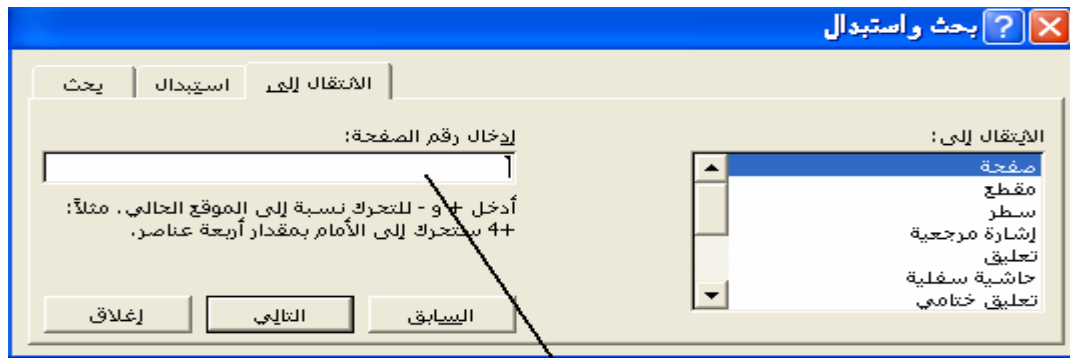 بحث واستبدال
بحث
استبدال
الانتقال إلى
الانتقال إلى:
صفحة
مقطع
سطر
إشارة مرجعية
تعليق
حاشية سفلية
تعليق ختامي
إدخال رقم الصفحة:
أدخل + و - للتحرك نسبة إلى الموقع الحالي. مثلاً:
+4 ستتحرك إلى الأمام بمقدار أربعة عناصر.
السابق
التالي
إغلاق